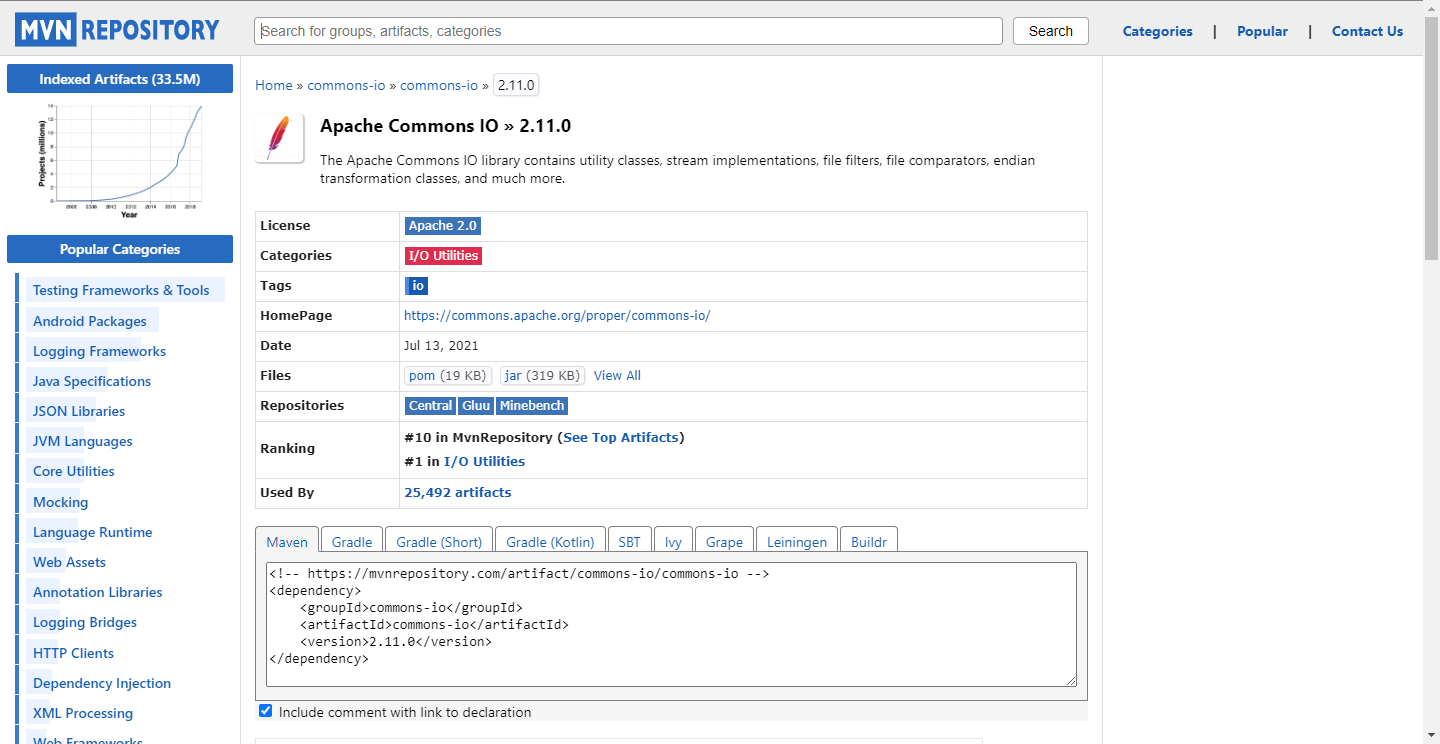 MVN REPOSITORY
Search for groups, artifacts, categories
Search
Categories | Popular | Contact Us
Indexed Artifacts (33.5M)
Projects (millions)
Year
Popular Categories
Testing Frameworks & Tools
Android Packages
Logging Frameworks
Java Specifications
JSON Libraries
JVM Languages
Core Utilities
Mocking
Language Runtime
Web Assets
Annotation Libraries
Logging Bridges
HTTP Clients
Dependency Injection
XML Processing
Web Frameworks
Home » commons-io » commons-io » 2.11.0
Apache Commons IO » 2.11.0
The Apache Commons IO library contains utility classes, stream implementations, file filters, file comparators, endian
transformation classes, and much more.
License Apache 2.0
Categories I/O Utilities
Tags io
HomePage https://commons.apache.org/proper/commons-io/
Date Jul 13, 2021
Files pom (19 KB) jar (319 KB) View All
Repositories Central Gluu Minebench
Ranking #10 in MvnRepository (See Top Artifacts)
#1 in I/O Utilities
Used By 25,492 artifacts
Maven Gradle Gradle (Short) Gradle (Kotlin) SBT Ivy Grape Leiningen Buildr
<!-- https://mvnrepository.com/artifact/commons-io/commons-io -->
<dependency>
    <groupId>commons-io</groupId>
    <artifactId>commons-io</artifactId>
    <version>2.11.0</version>
</dependency>
Include comment with link to declaration